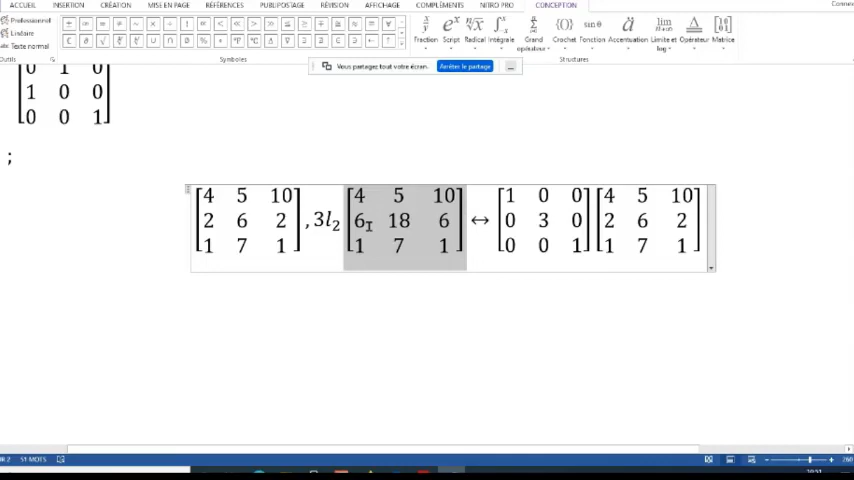 ACCUEIL INSERTION CRÉATION MISE EN PAGE RÉFÉRENCES PUBLIPOSTAGE RÉVISION AFFICHAGE COMPLÉMENTS NITRO PRO CONCEPTION
Professionnel
Linéaire
Texte normal
Fraction Script Radical Intégrale Grand opérateur Crochet Fonction Accentuation Limite et log Opérateur Matrice
Outils Symboles Structures
Vous partagez tout votre écran. Arrêter le partage ...
0 1 0
1 0 0
0 0 1
;
[4 5 10 [4 5 10] [1 0 0] [4 5 10]
2 6 2 , 3l₂ 6 18 6 ↔ 0 3 0 2 6 2
1 7 1] 1 7 1 0 0 1 1 7 1
51 MOTS 260